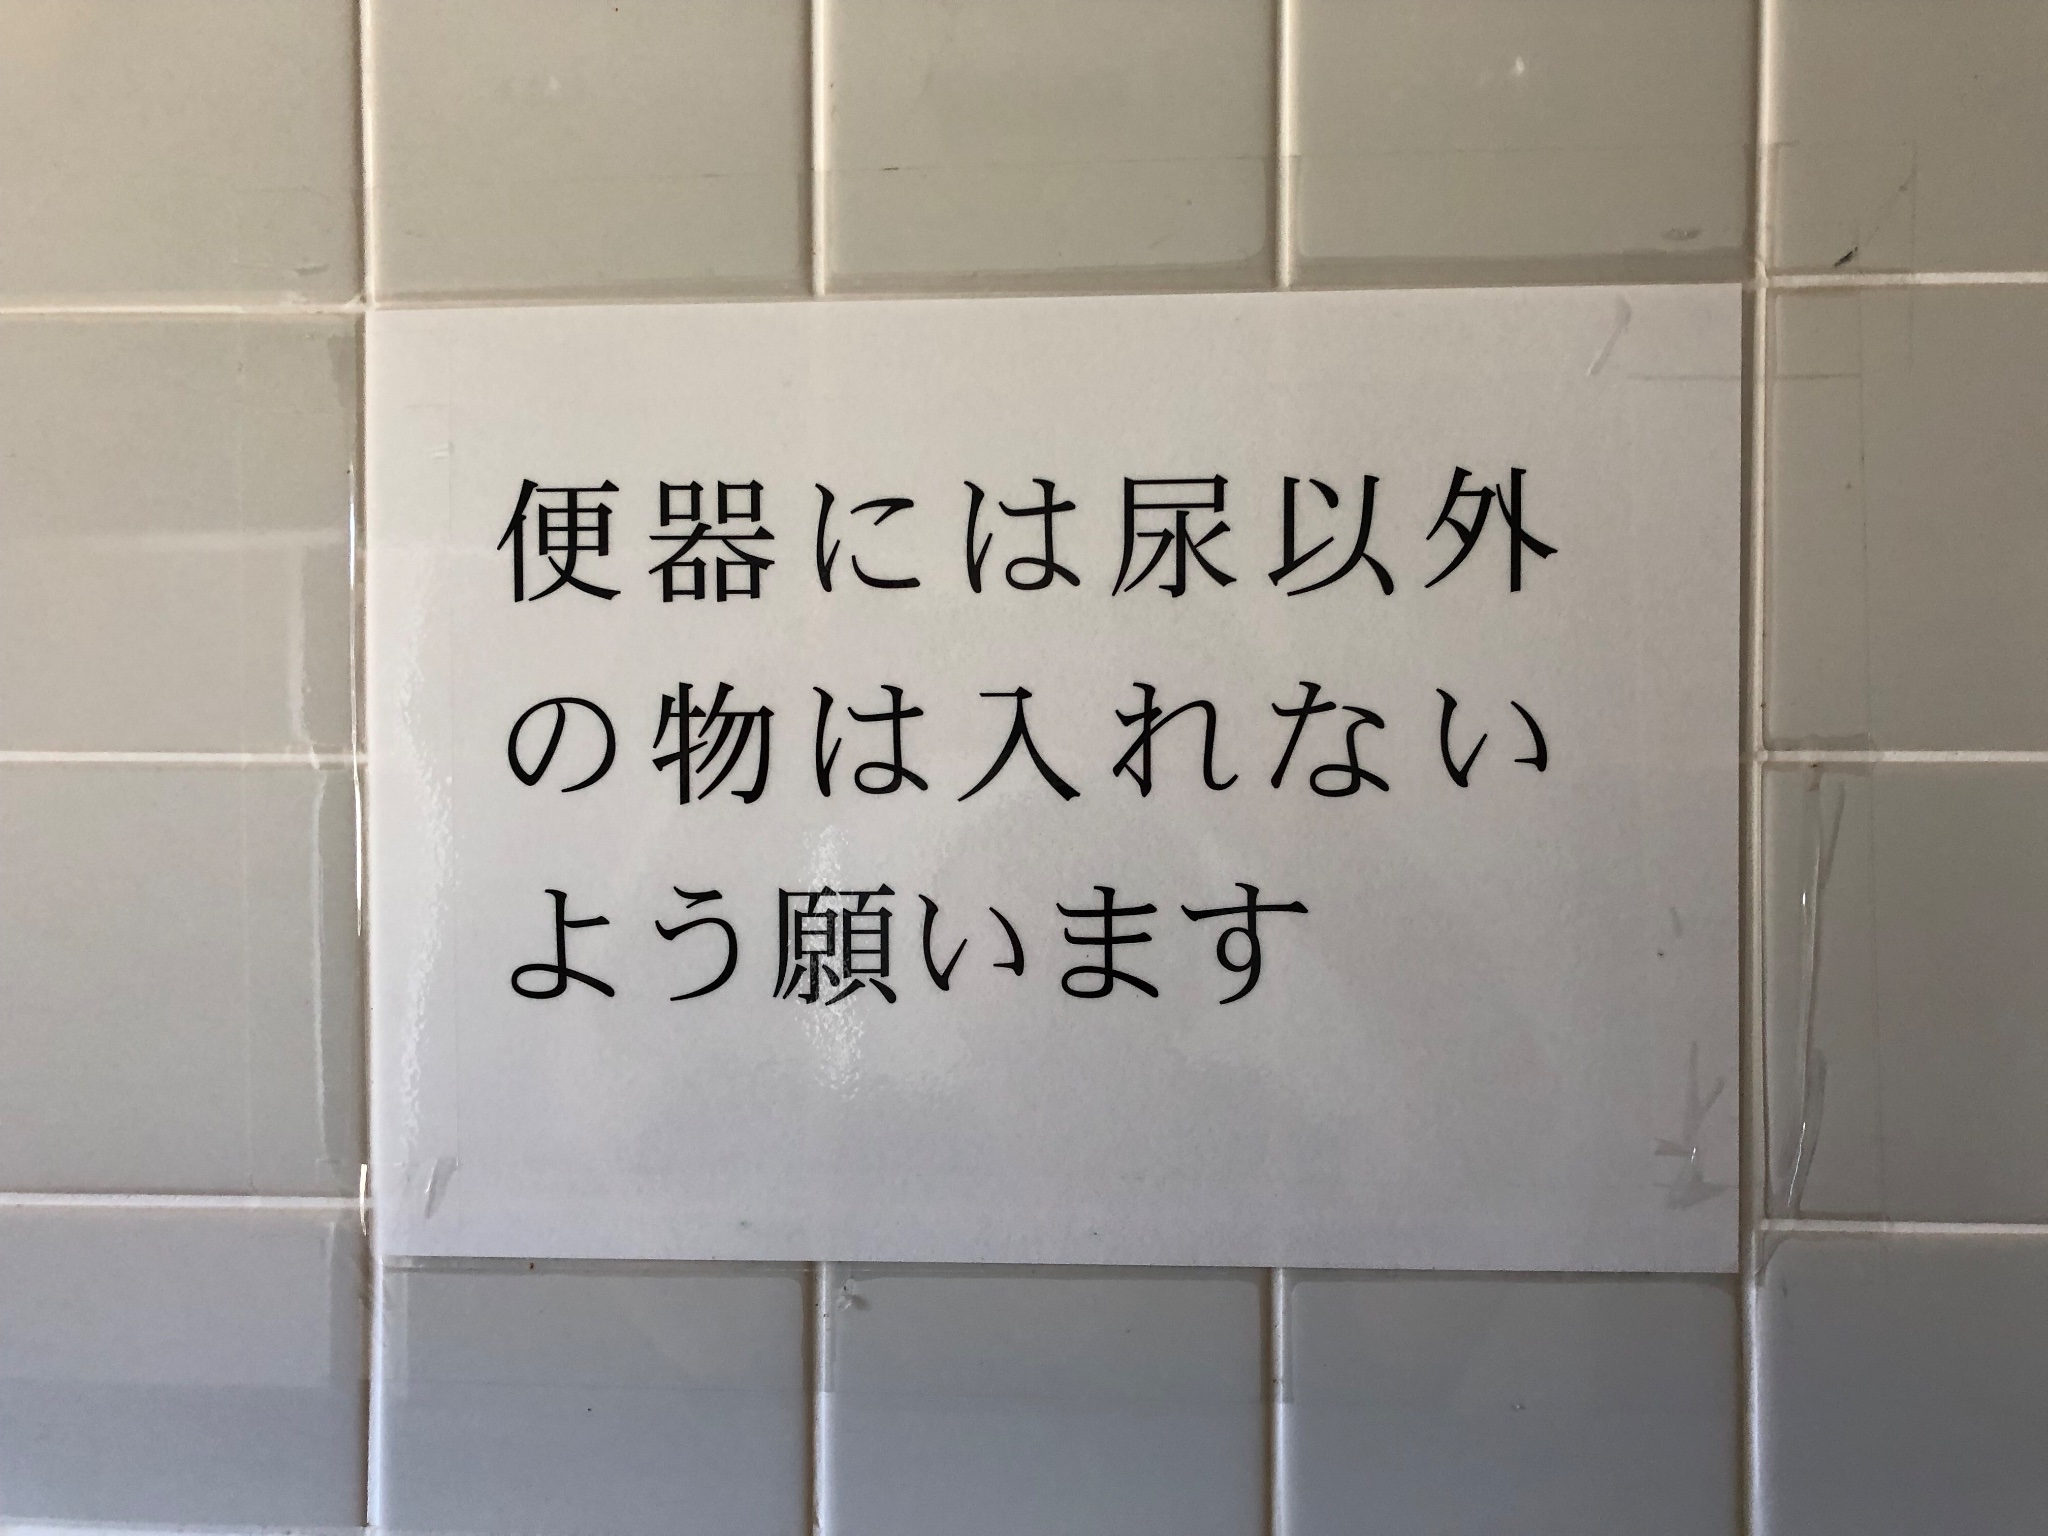 便器には尿以外
の物は入れない
よう願います